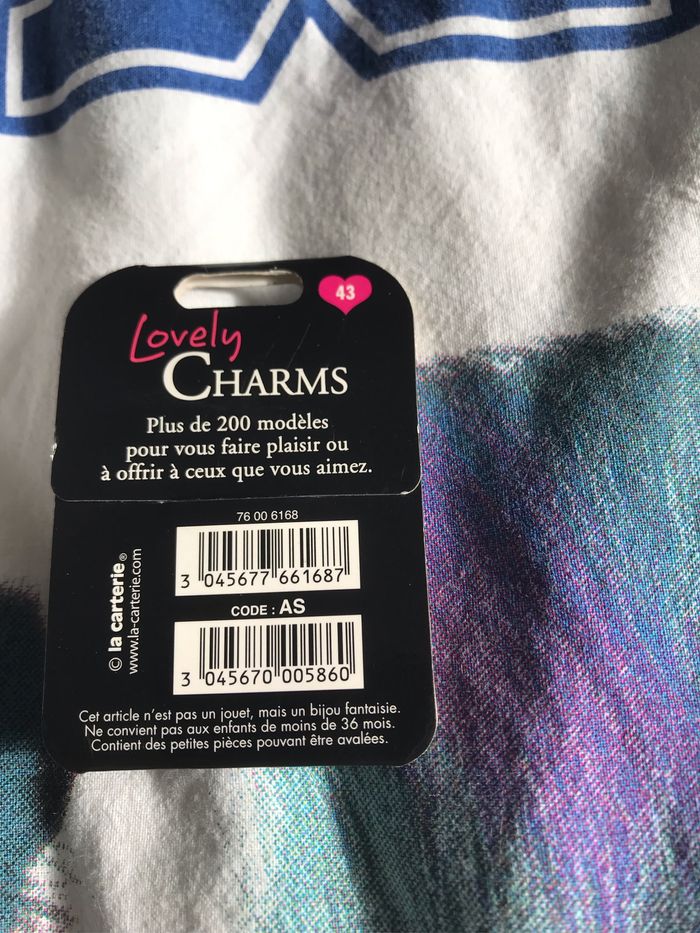 43
Lovely
CHARMS
Plus de 200 modèles
pour vous faire plaisir ou
à offrir à ceux que vous aimez.
76 00 6168
3 045677 661687
CODE : AS
3 045670 005860
© la carterie®
www.la-carterie.com
Cet article n'est pas un jouet, mais un bijou fantaisie.
Ne convient pas aux enfants de moins de 36 mois.
Contient des petites pièces pouvant être avalées.